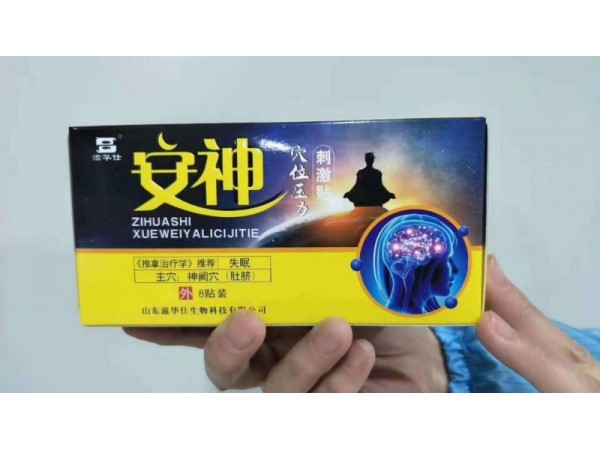 滋华仕
安神
穴位压力
刺激贴
ZIHUASHI
XUEWEIYALICIJITIE
《推拿治疗学》推荐 失眠
主穴：神阙穴（肚脐）
外 8贴装
山东滋华仕生物科技有限公司